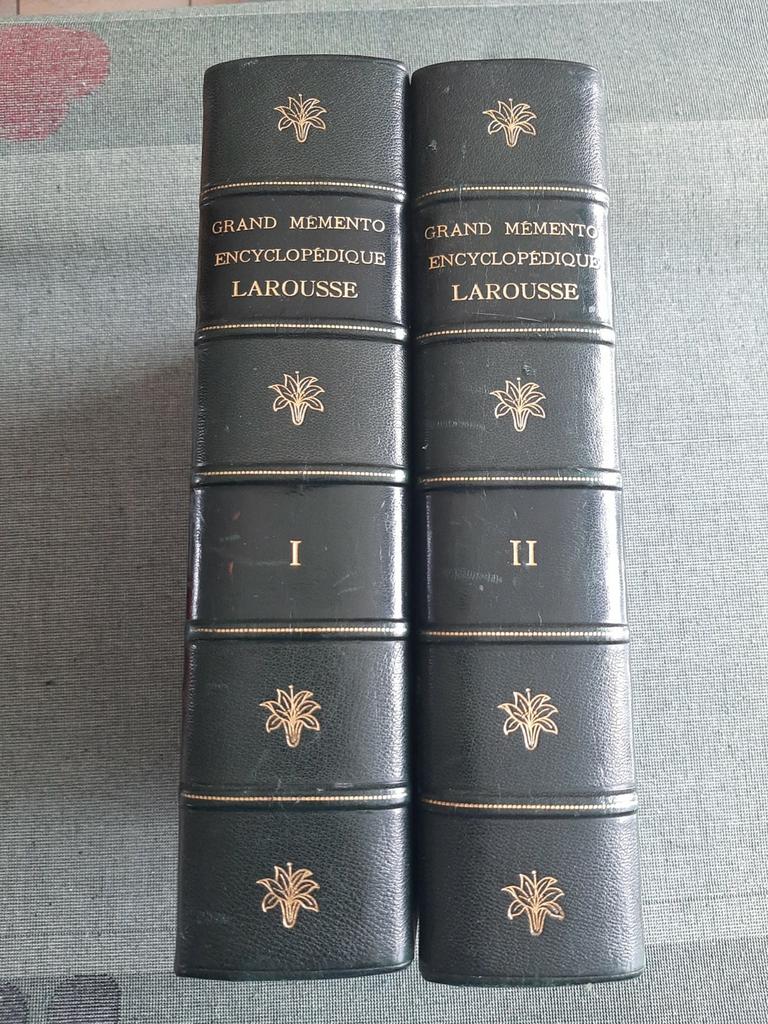 GRAND MÉMENTO
ENCYCLOPÉDIQUE
LAROUSSE
I
GRAND MÉMENTO
ENCYCLOPÉDIQUE
LAROUSSE
II